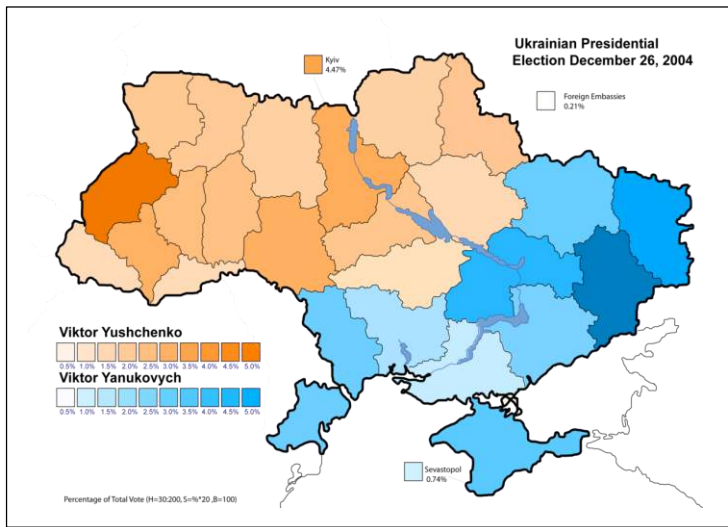 Ukrainian Presidential
Election December 26, 2004
Kyiv
4.47%
Foreign Embassies
0.21%
Viktor Yushchenko
0.5% 1.0% 1.5% 2.0% 2.5% 3.0% 3.5% 4.0% 4.5% 5.0%
Viktor Yanukovych
0.5% 1.0% 1.5% 2.0% 2.5% 3.0% 3.5% 4.0% 4.5% 5.0%
Sevastopol
0.74%
Percentage of Total Vote (H=30:200, S=%*20 ,B=100)